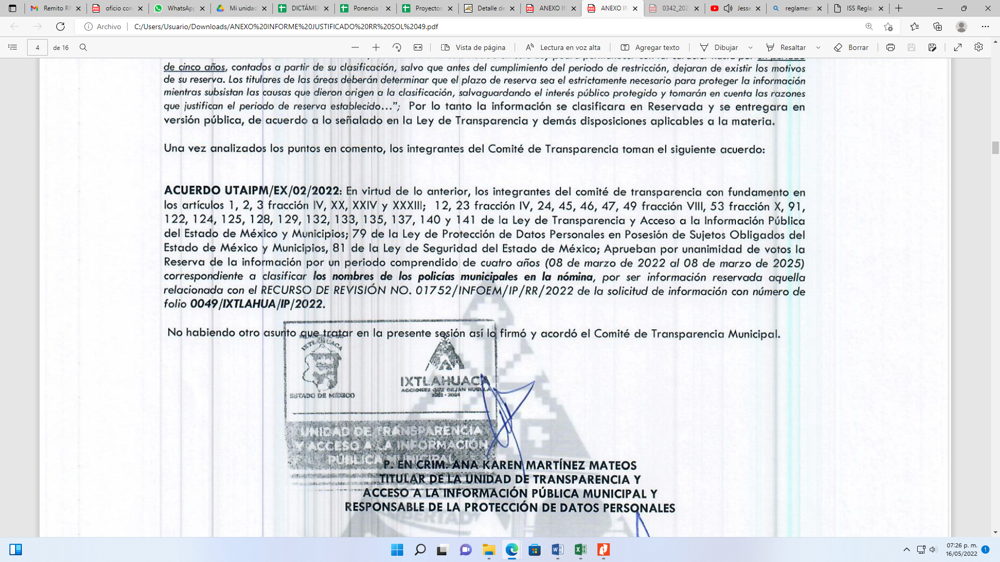 Remito RF
oficio con
WhatsApp
Mi unidad
DICTÁME
Ponencia
Proyectos
Detalle de
ANEXO IN
ANEXO IN
0342_202
Jesse
reglamen
ISS Regla
Archivo
C:/Users/Usuario/Downloads/ANEXO%20INFORME%20JUSTIFICADO%20RR%20SOL%2049.pdf
4 de 16
Vista de página
Lectura en voz alta
Agregar texto
Dibujar
Resaltar
Borrar
de cinco años, contados a partir de su clasificación, salvo que antes del cumplimiento del periodo de restricción, dejaran de existir los motivos
de su reserva. Los titulares de las áreas deberán determinar que el plazo de reserva sea el estrictamente necesario para proteger la información
mientras subsistan las causas que dieron origen a la clasificación, salvaguardando el interés público protegido y tomarán en cuenta las razones
que justifican el periodo de reserva establecido...”; Por lo tanto la información se clasificara en Reservada y se entregara en
versión pública, de acuerdo a lo señalado en la Ley de Transparencia y demás disposiciones aplicables a la materia.
Una vez analizados los puntos en comento, los integrantes del Comité de Transparencia toman el siguiente acuerdo:
ACUERDO UTAIPM/EX/02/2022: En virtud de lo anterior, los integrantes del comité de transparencia con fundamento en
los artículos 1, 2, 3 fracción IV, XX, XXIV y XXXIII; 12, 23 fracción IV, 24, 45, 46, 47, 49 fracción VIII, 53 fracción X, 91,
122, 124, 125, 128, 129, 132, 133, 135, 137, 140 y 141 de la Ley de Transparencia y Acceso a la Información Pública
del Estado de México y Municipios; 79 de la Ley de Protección de Datos Personales en Posesión de Sujetos Obligados del
Estado de México y Municipios, 81 de la Ley de Seguridad del Estado de México; Aprueban por unanimidad de votos la
Reserva de la información por un periodo comprendido de cuatro años (08 de marzo de 2022 al 08 de marzo de 2025)
correspondiente a clasificar los nombres de los policías municipales en la nómina, por ser información reservada aquella
relacionada con el RECURSO DE REVISIÓN NO. 01752/INFOEM/IP/RR/2022 de la solicitud de información con número de
folio 0049/IXTLAHUA/IP/2022.
No habiendo otro asunto que tratar en la presente sesión así lo firmó y acordó el Comité de Transparencia Municipal.
IXTLAHUACA
ESTADO DE MÉXICO
IXTLAHUACA
ACCIONES QUE DEJAN HUELLA
2022 - 2024
UNIDAD DE TRANSPARENCIA
Y ACCESO A LA INFORMACIÓN
PÚBLICA MUNICIPAL
P. EN CRIM. ANA KAREN MARTÍNEZ MATEOS
TITULAR DE LA UNIDAD DE TRANSPARENCIA Y
ACCESO A LA INFORMACIÓN PÚBLICA MUNICIPAL Y
RESPONSABLE DE LA PROTECCIÓN DE DATOS PERSONALES
LIBERTAD
07:26 p. m.
16/05/2022
1